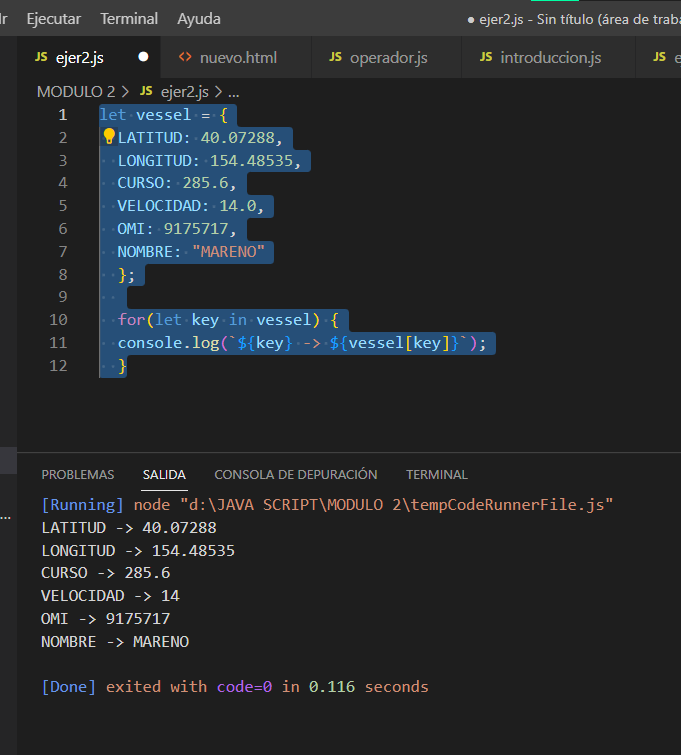 Ejecutar Terminal Ayuda ● ejer2.js - Sin título (área de traba
JS ejer2.js ● <> nuevo.html JS operador.js JS introduccion.js JS e
MODULO 2 > JS ejer2.js > ...
1 let vessel = {
2 LATITUD: 40.07288,
3 LONGITUD: 154.48535,
4 CURSO: 285.6,
5 VELOCIDAD: 14.0,
6 OMI: 9175717,
7 NOMBRE: "MARENO"
8 };
9
10 for(let key in vessel) {
11 console.log(`${key} -> ${vessel[key]}`);
12 }
PROBLEMAS SALIDA CONSOLA DE DEPURACIÓN TERMINAL
[Running] node "d:\JAVA SCRIPT\MODULO 2\tempCodeRunnerFile.js"
...
LATITUD -> 40.07288
LONGITUD -> 154.48535
CURSO -> 285.6
VELOCIDAD -> 14
OMI -> 9175717
NOMBRE -> MARENO
[Done] exited with code=0 in 0.116 seconds